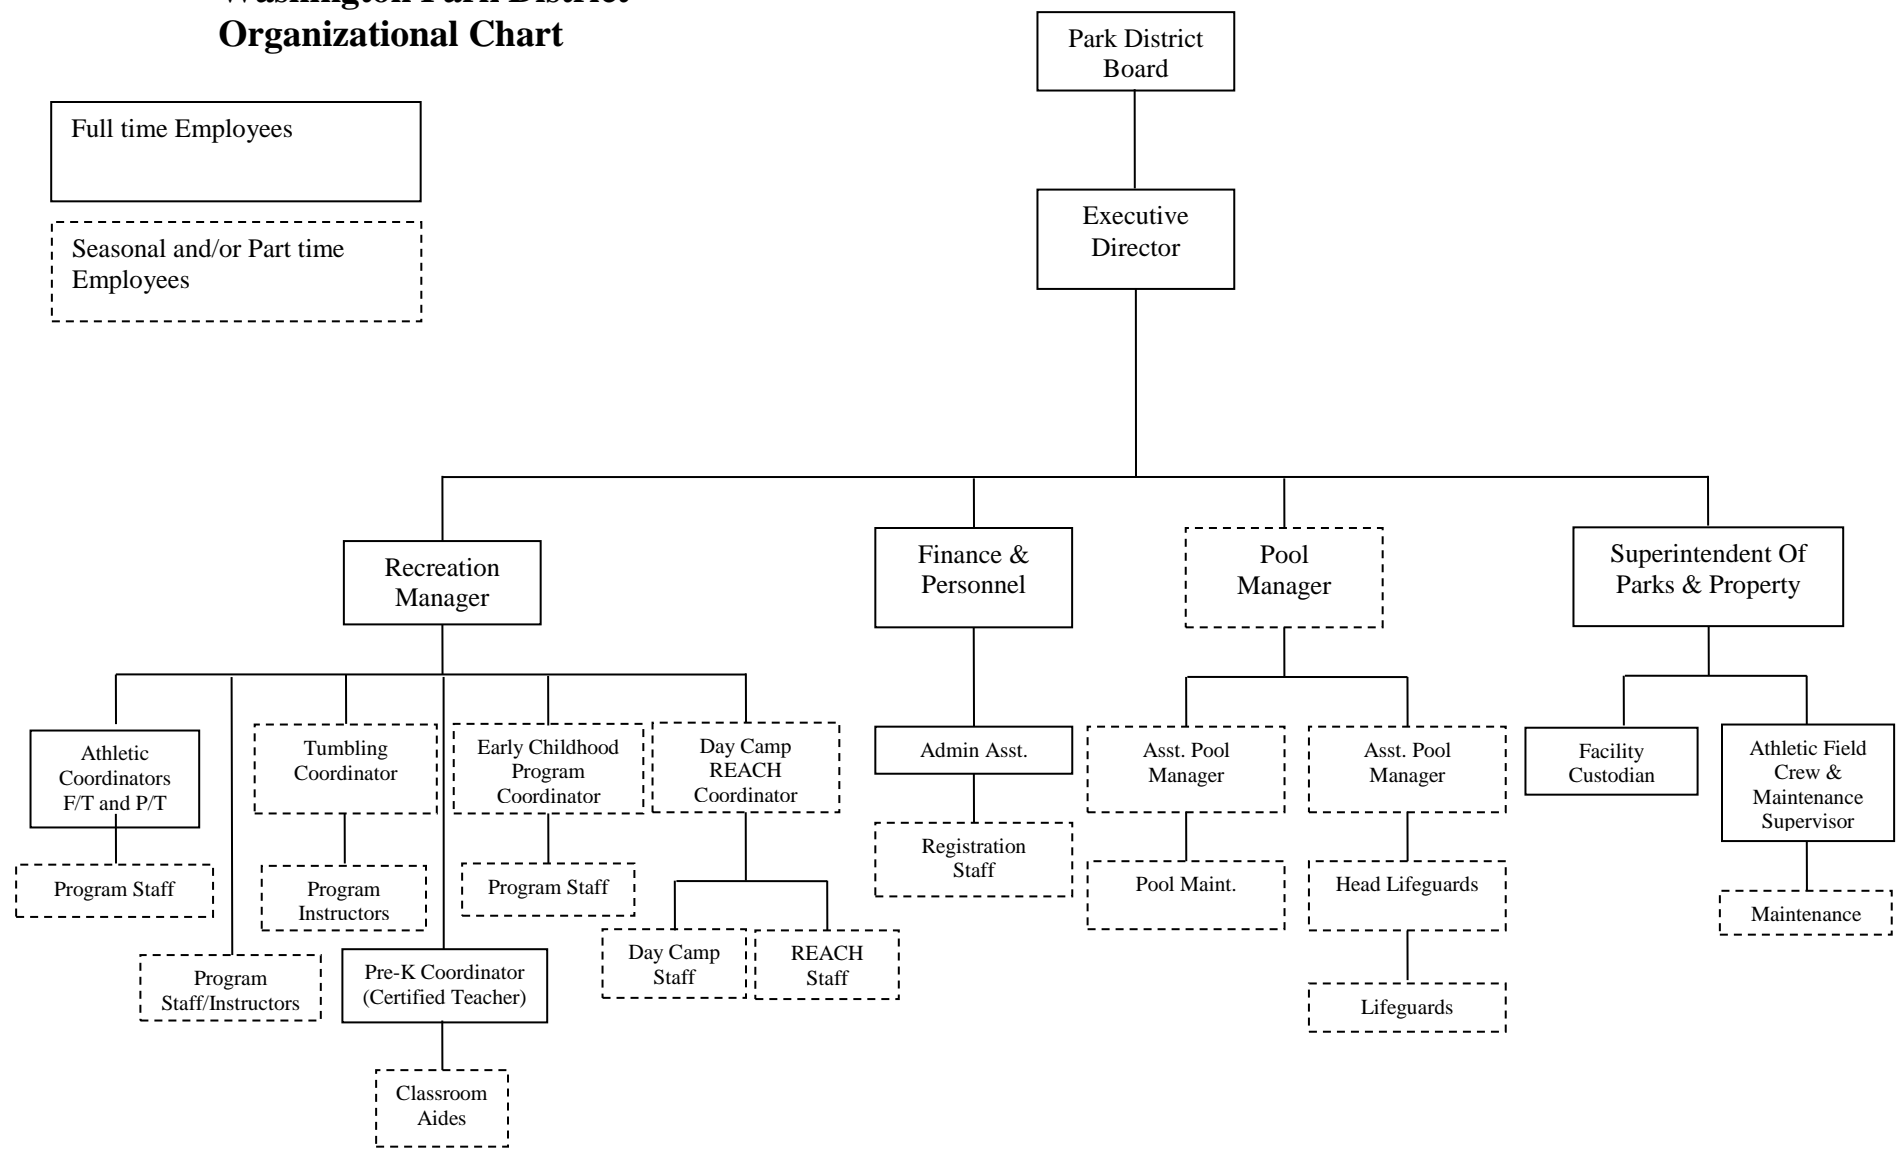 Washington Park District
Organizational Chart
Park District
Board
Full time Employees
Executive
Director
Seasonal and/or Part time
Employees
Recreation
Manager
Finance &
Personnel
Pool
Manager
Superintendent Of
Parks & Property
Athletic
Coordinators
F/T and P/T
Tumbling
Coordinator
Early Childhood
Program
Coordinator
Day Camp
REACH
Coordinator
Admin Asst.
Asst. Pool
Manager
Asst. Pool
Manager
Facility
Custodian
Athletic Field
Crew &
Maintenance
Supervisor
Program Staff
Program
Instructors
Program Staff
Registration
Staff
Pool Maint.
Head Lifeguards
Maintenance
Program
Staff/Instructors
Pre-K Coordinator
(Certified Teacher)
Day Camp
Staff
REACH
Staff
Lifeguards
Classroom
Aides